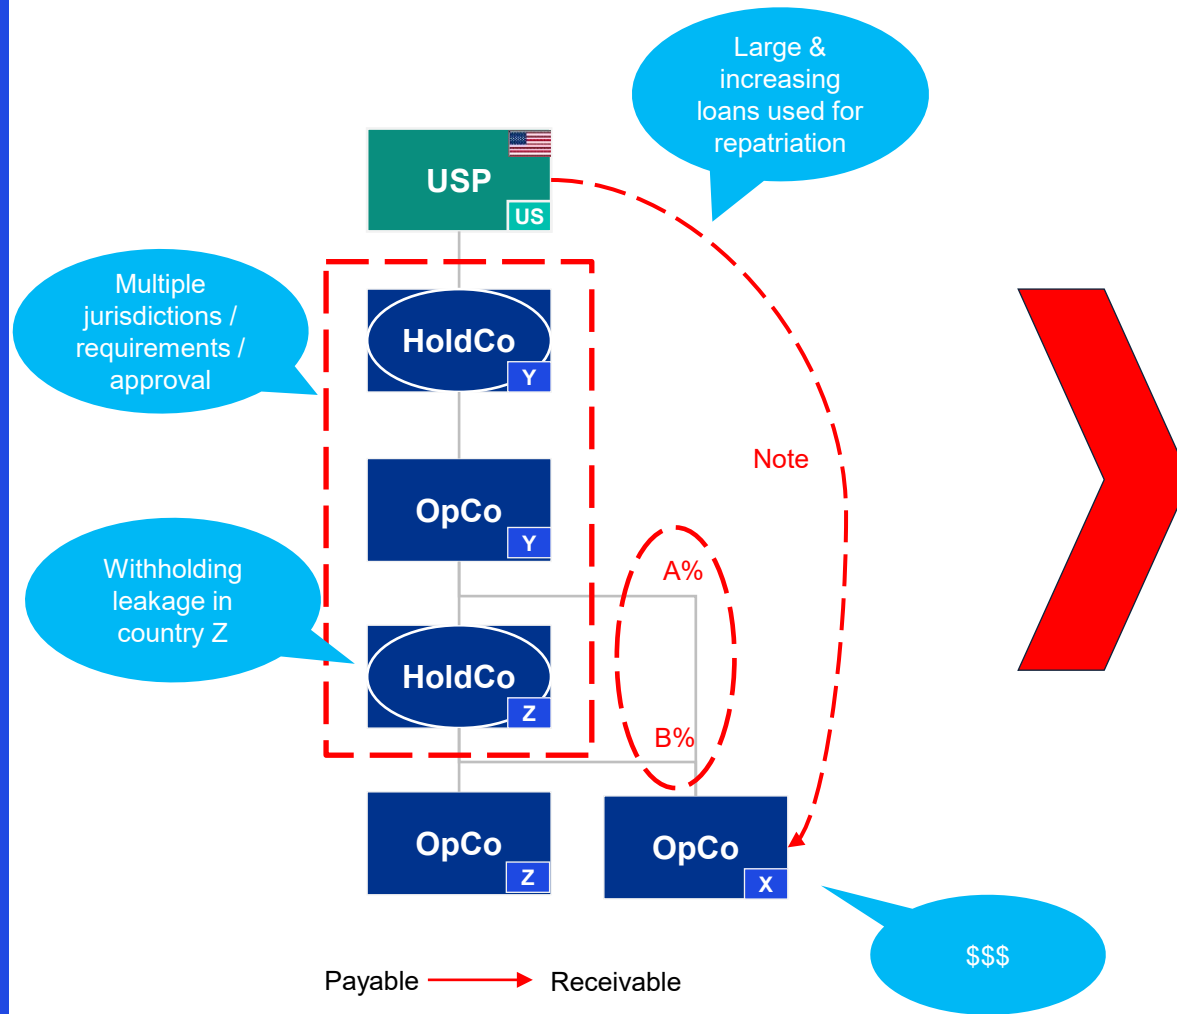 Large &
increasing
loans used for
repatriation
USP
US
Multiple
jurisdictions /
requirements /
approval
HoldCo
Y
Note
OpCo
Y
Withholding
leakage in
country Z
A%
HoldCo
Z
B%
OpCo
Z
OpCo
X
$$$
Payable
Receivable